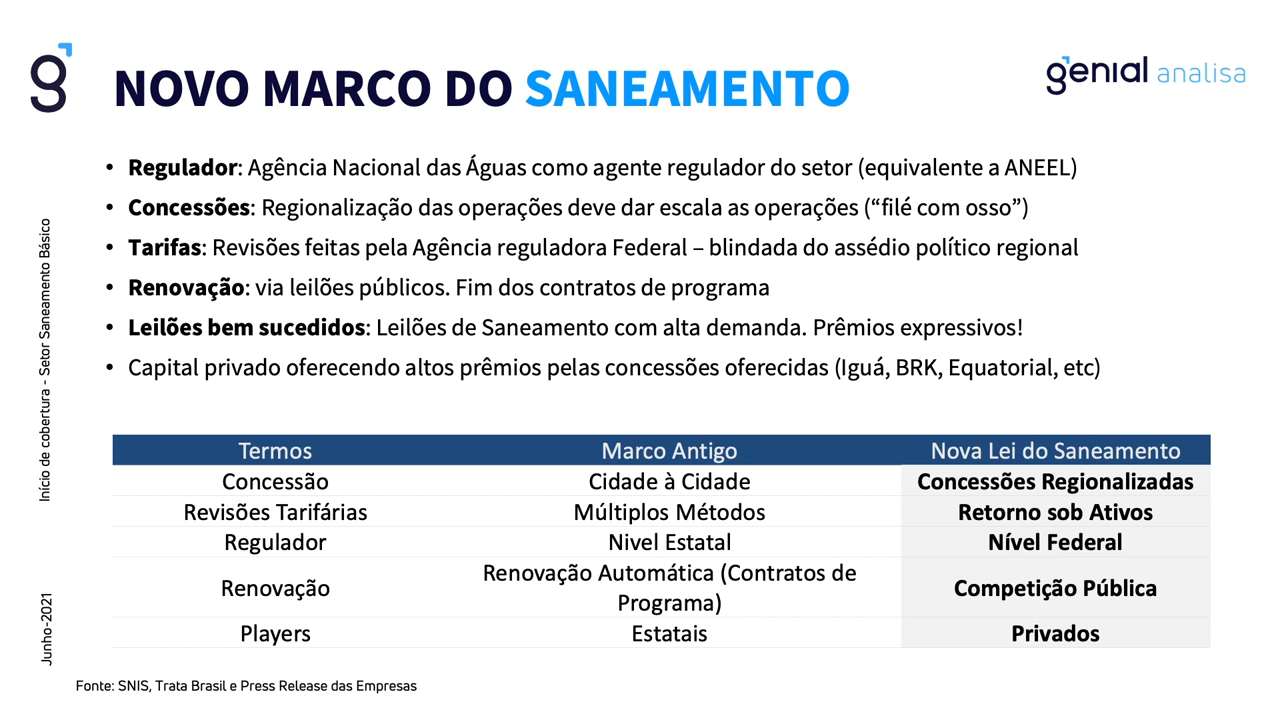 g
NOVO MARCO DO SANEAMENTO
genial analisa
• Regulador: Agência Nacional das Águas como agente regulador do setor (equivalente a ANEEL)
• Concessões: Regionalização das operações deve dar escala as operações (“filé com osso”)
• Tarifas: Revisões feitas pela Agência reguladora Federal – blindada do assédio político regional
• Renovação: via leilões públicos. Fim dos contratos de programa
• Leilões bem sucedidos: Leilões de Saneamento com alta demanda. Prêmios expressivos!
• Capital privado oferecendo altos prêmios pelas concessões oferecidas (Iguá, BRK, Equatorial, etc)
Início de cobertura - Setor Saneamento Básico
Junho-2021
Termos Marco Antigo Nova Lei do Saneamento
Concessão Cidade à Cidade Concessões Regionalizadas
Revisões Tarifárias Múltiplos Métodos Retorno sob Ativos
Regulador Nivel Estatal Nível Federal
Renovação Renovação Automática (Contratos de
Programa) Competição Pública
Players Estatais Privados
Fonte: SNIS, Trata Brasil e Press Release das Empresas